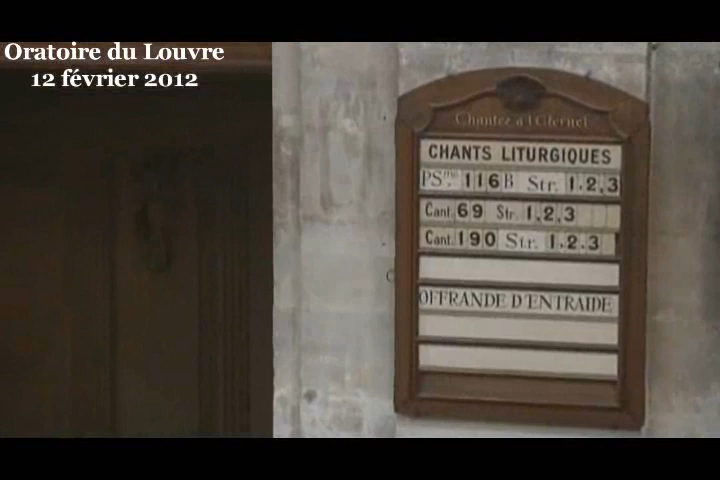 Oratoire du Louvre
12 février 2012
Chantez à l'Eternel
CHANTS LITURGIQUES
PSme. 116B Str. 1.2,3
Cant. 69 Str. 1,2,3
Cant. 190 Str. 1.2.3
OFFRANDE D'ENTRAIDE